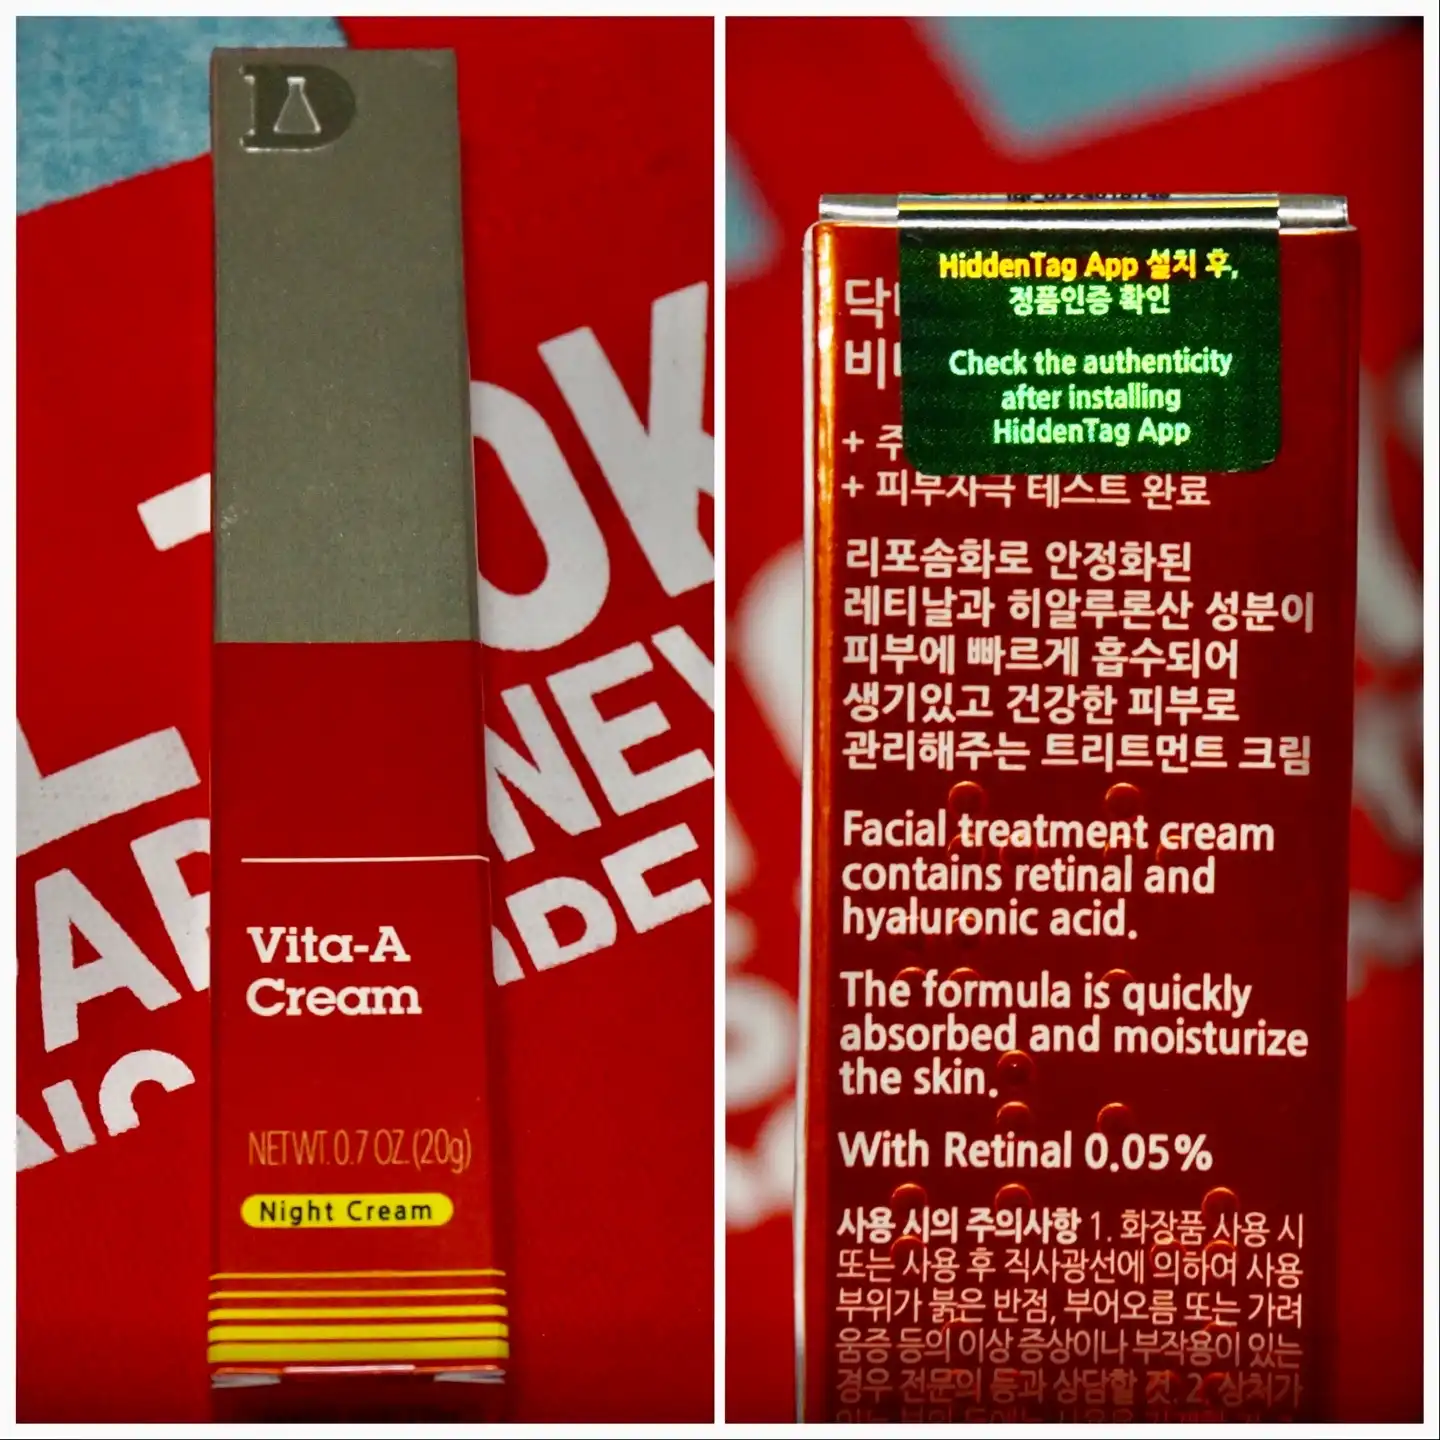 D
Vita-A
Cream
NET WT. 0.7 OZ. (20g)
Night Cream
HiddenTag App 설치 후,
정품인증 확인
Check the authenticity
after installing
HiddenTag App
+ 피부자극 테스트 완료
리포솜화로 안정화된
레티날과 히알루론산 성분이
피부에 빠르게 흡수되어
생기있고 건강한 피부로
관리해주는 트리트먼트 크림
Facial treatment cream
contains retinal and
hyaluronic acid.
The formula is quickly
absorbed and moisturize
the skin.
With Retinal 0.05%
사용 시의 주의사항 1. 화장품 사용 시
또는 사용 후 직사광선에 의하여 사용
부위가 붉은 반점, 부어오름 또는 가려
움증 등의 이상 증상이나 부작용이 있는
경우 전문의 등과 상담할 것. 2. 상처가